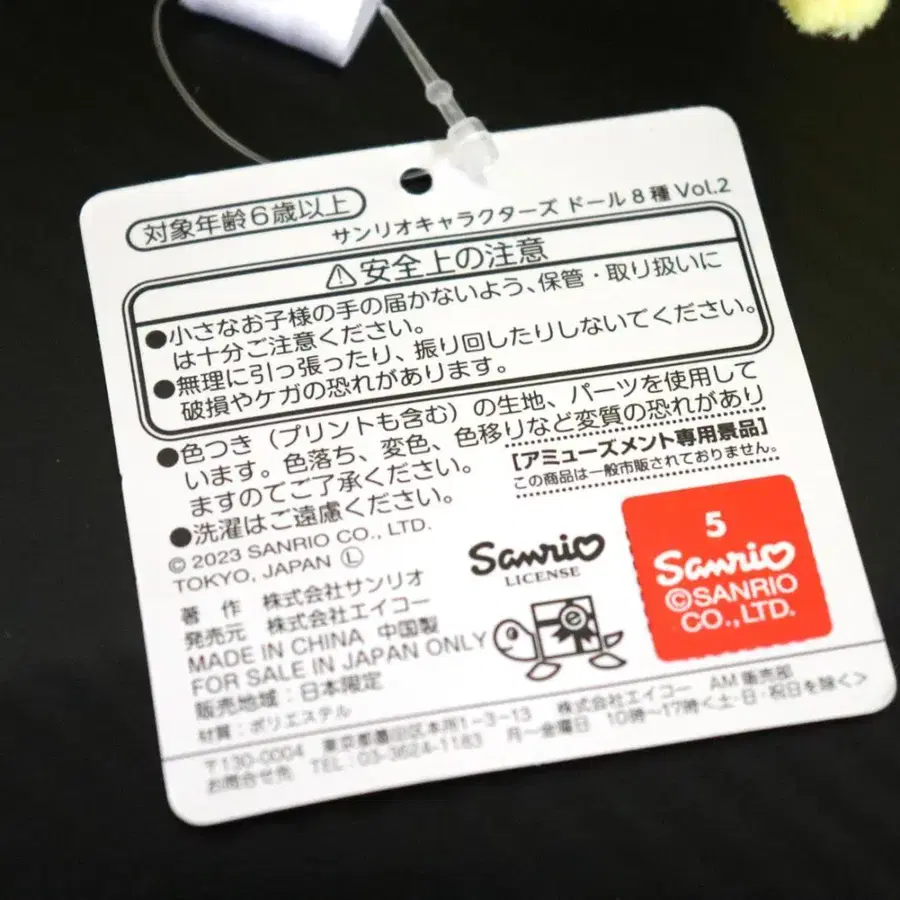 対象年齢6歳以上
サンリオキャラクターズ ドール8種 Vol.2
⚠安全上の注意
●小さなお子様の手の届かないよう、保管・取り扱いに
は十分ご注意ください。
●無理に引っ張ったり、振り回したりしないでください。
破損やケガの恐れがあります。
●色つき(プリントも含む)の生地、パーツを使用して
います。色落ち、変色、色移りなど変質の恐れがあり
ますのでご了承ください。
●洗濯はご遠慮ください。
[アミューズメント専用景品]
この商品は一般市販されておりません。
© 2023 SANRIO CO., LTD.
TOKYO, JAPAN Ⓛ
著 作 株式会社サンリオ
発売元 株式会社エイコー
MADE IN CHINA 中国製
FOR SALE IN JAPAN ONLY
販売地域:日本限定
材質:ポリエステル
Sanrio
LICENSE
e
5
Sanrio
©SANRIO
CO.,LTD.
〒130-0004 東京都墨田区本所1-3-13 株式会社エイコー AM販売部
お問合せ先 TEL:03-3624-1183 月〜金曜日 10時〜17時<土・日・祝日を除く>